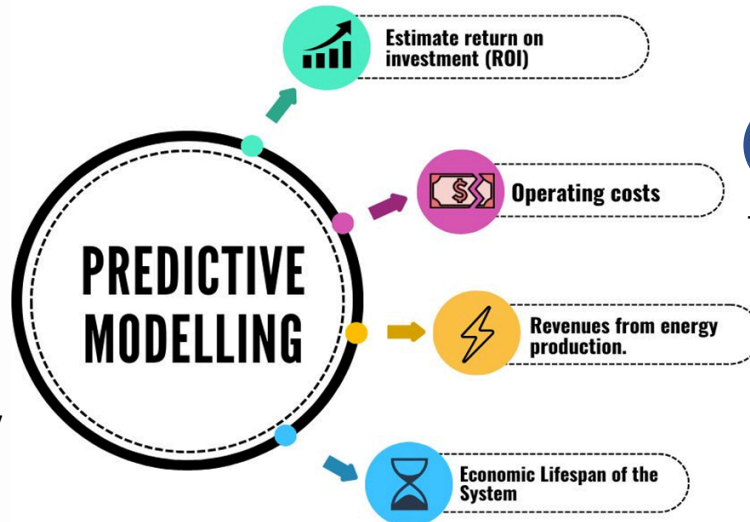 Estimate return on
investment (ROI)
Operating costs
PREDICTIVE
MODELLING
Revenues from energy
production.
Economic Lifespan of the
System